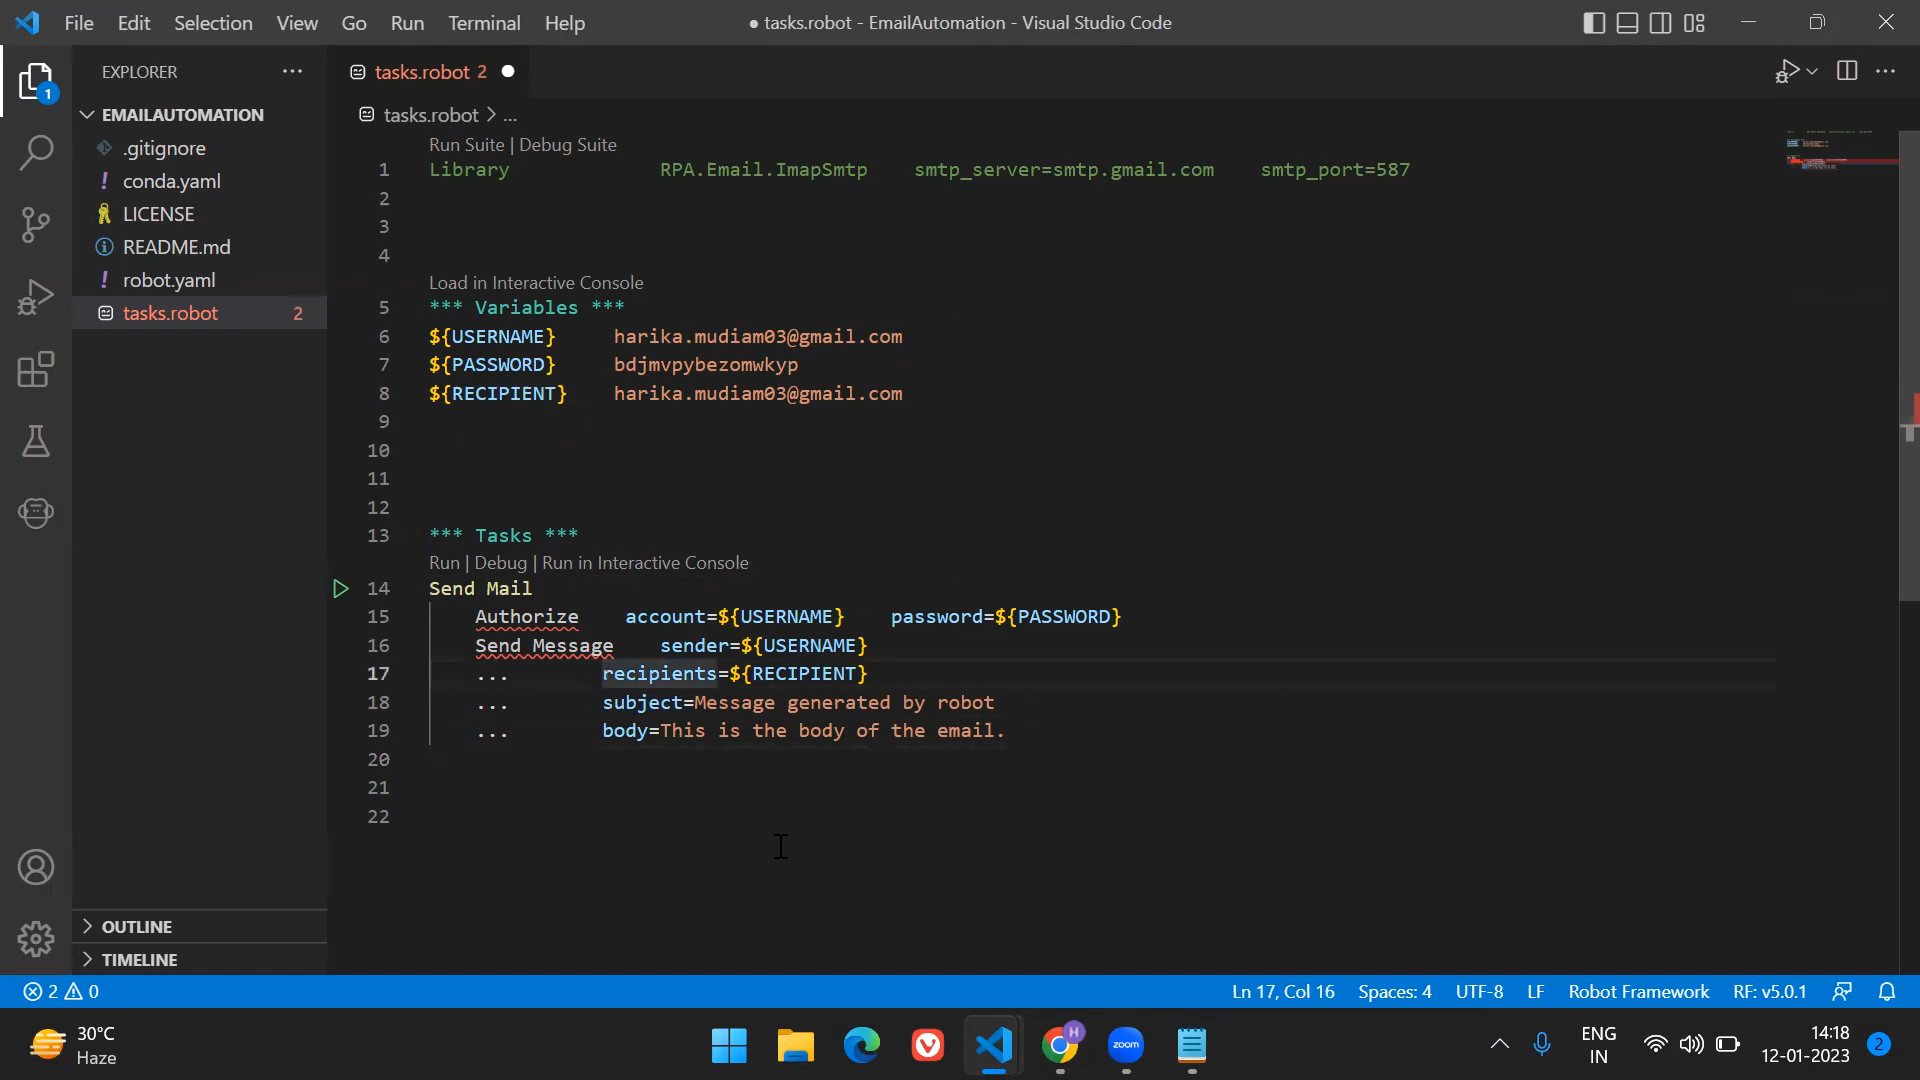 File Edit Selection View Go Run Terminal Help
● tasks.robot - EmailAutomation - Visual Studio Code
EXPLORER
EMAILAUTOMATION
.gitignore
conda.yaml
LICENSE
README.md
robot.yaml
tasks.robot 2
OUTLINE
TIMELINE
1
tasks.robot 2
tasks.robot > ...
Run Suite | Debug Suite
1 Library RPA.Email.ImapSmtp smtp_server=smtp.gmail.com smtp_port=587
2
3
4
Load in Interactive Console
5 *** Variables ***
6 ${USERNAME} harika.mudiam03@gmail.com
7 ${PASSWORD} bdjmvpybezomwkyp
8 ${RECIPIENT} harika.mudiam03@gmail.com
9
10
11
12
13 *** Tasks ***
Run | Debug | Run in Interactive Console
14 Send Mail
15 Authorize account=${USERNAME} password=${PASSWORD}
16 Send Message sender=${USERNAME}
17 ... recipients=${RECIPIENT}
18 ... subject=Message generated by robot
19 ... body=This is the body of the email.
20
21
22
2 0
Ln 17, Col 16 Spaces: 4 UTF-8 LF Robot Framework RF: v5.0.1
30°C
Haze
H
zoom
ENG
IN
14:18
12-01-2023
2